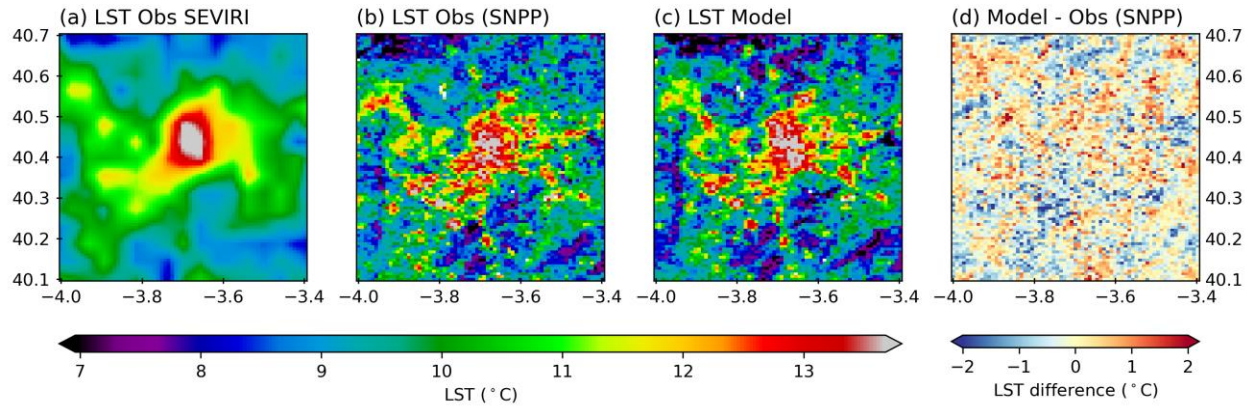 (a) LST Obs SEVIRI
(b) LST Obs (SNPP)
(c) LST Model
(d) Model - Obs (SNPP)
40.7
40.6
40.5
40.4
40.3
40.2
40.1
−4.0 −3.8 −3.6 −3.4
−4.0 −3.8 −3.6 −3.4
−4.0 −3.8 −3.6 −3.4
−4.0 −3.8 −3.6 −3.4
40.7
40.6
40.5
40.4
40.3
40.2
40.1
7 8 9 10 11 12 13
LST (°C)
−2 −1 0 1 2
LST difference (°C)